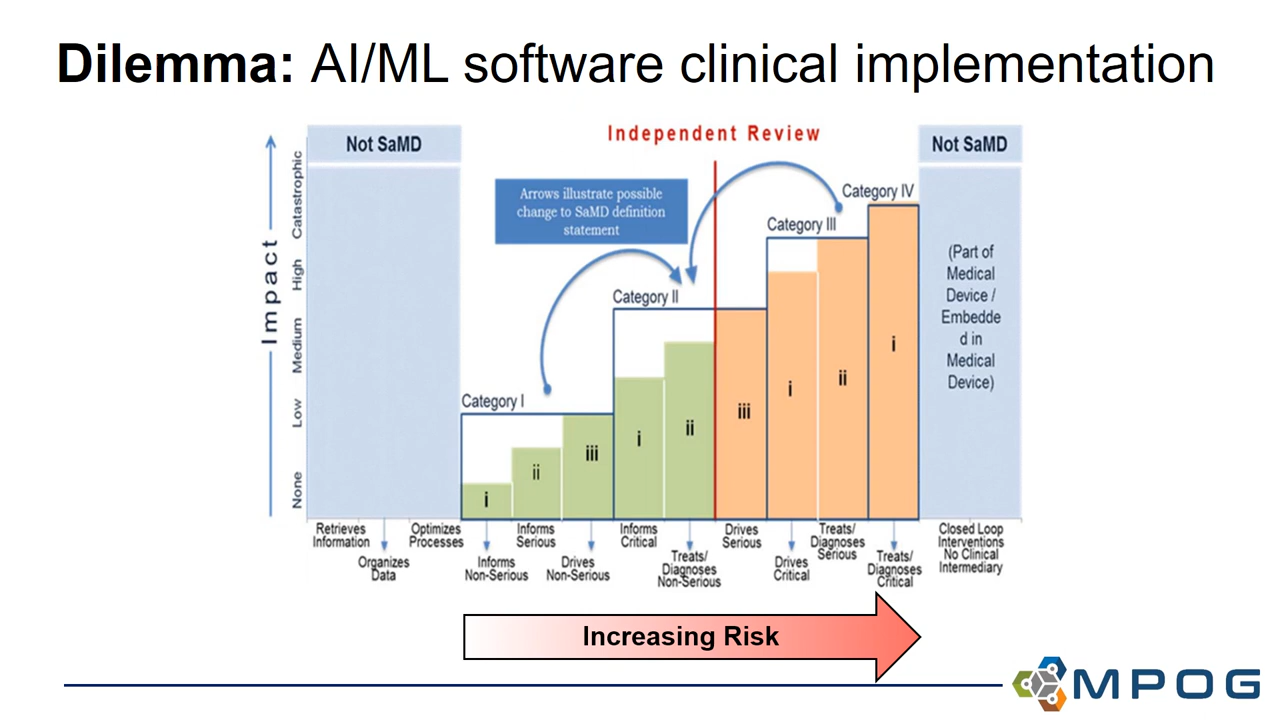 Dilemma: AI/ML software clinical implementation
Not SaMD
Independent Review
Not SaMD
Arrows illustrate possible
change to SaMD definition
statement
Category IV
Category III
Category II
Category I
Impact
Catastrophic
High
Medium
Low
None
(Part of
Medical
Device /
Embedde
d in
Medical
Device)
i
ii
iii
i
ii
iii
i
ii
i
Retrieves
Information
Organizes
Data
Optimizes
Processes
Informs
Non-Serious
Informs
Serious
Drives
Non-Serious
Informs
Critical
Treats/
Diagnoses
Non-Serious
Drives
Serious
Drives
Critical
Treats/
Diagnoses
Serious
Treats/
Diagnoses
Critical
Closed Loop
Interventions
No Clinical
Intermediary
Increasing Risk
MPOG